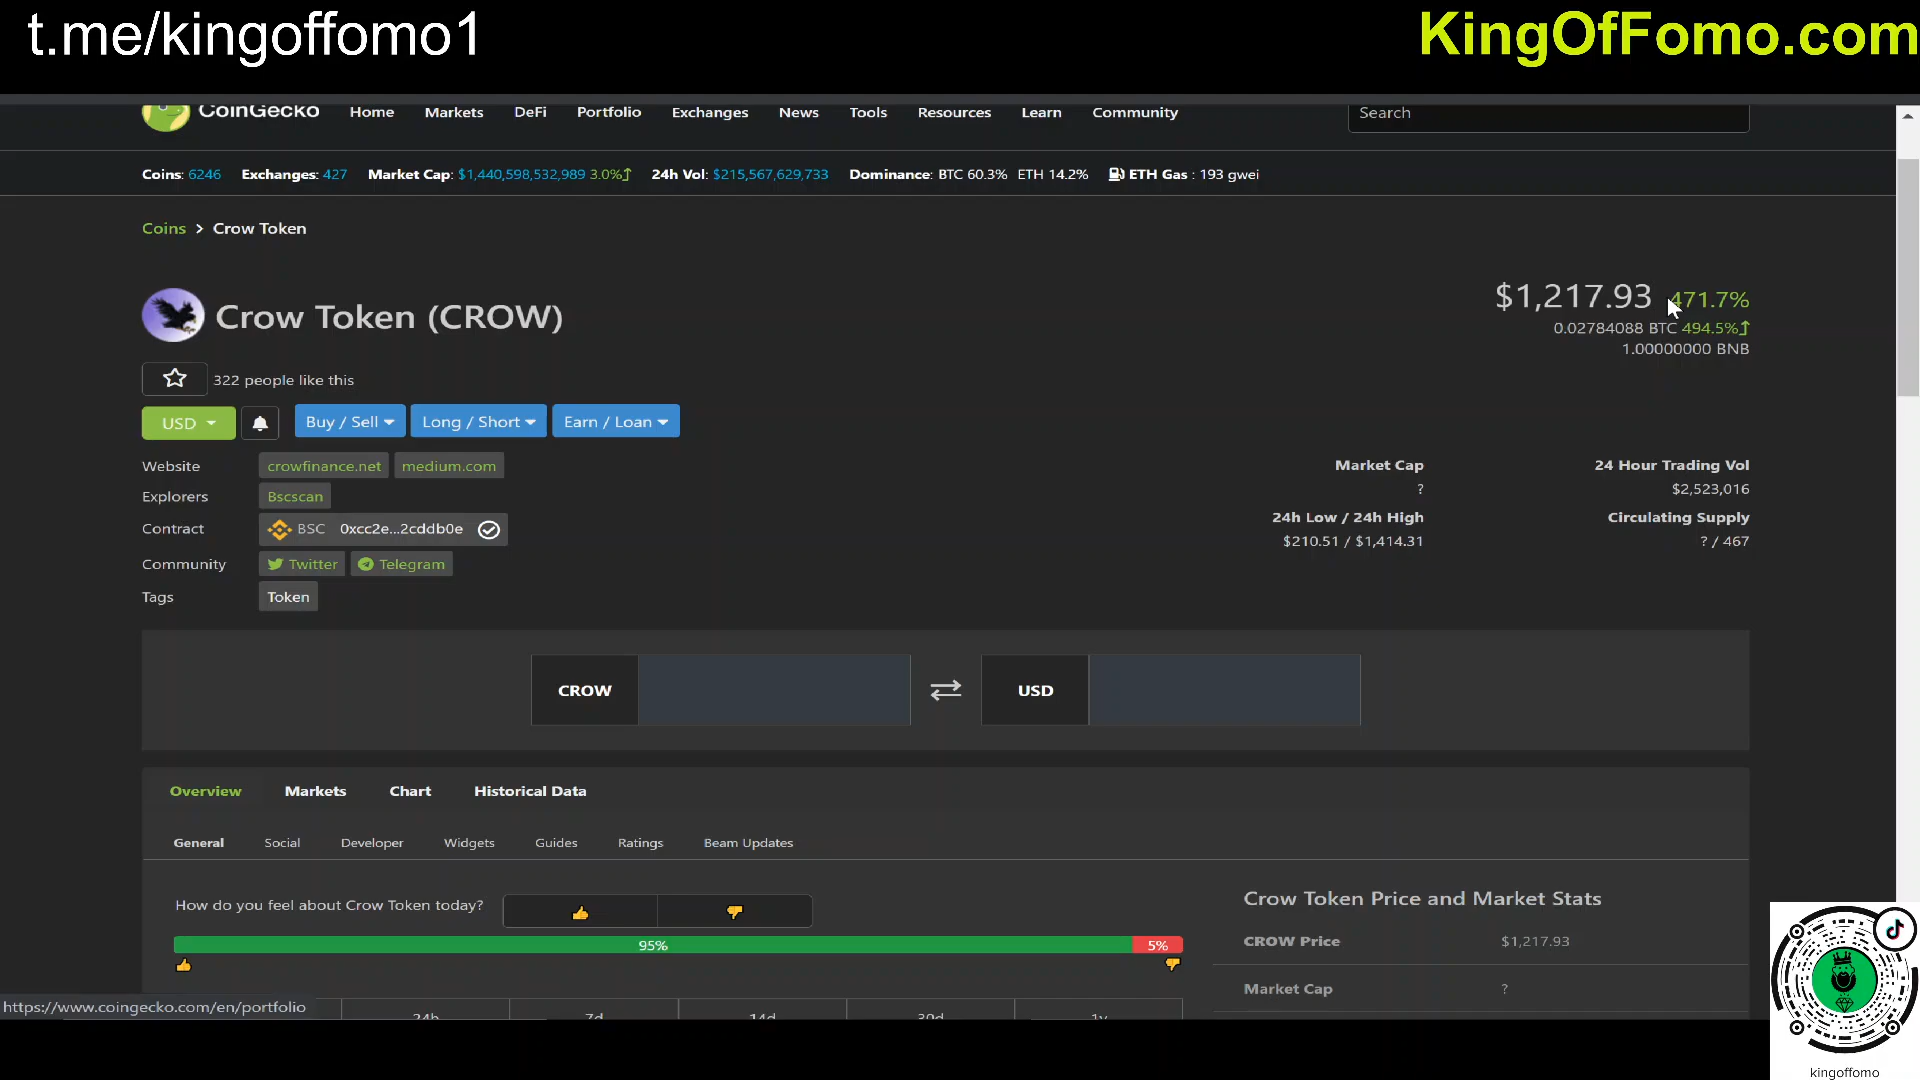 t.me/kingoffomo1
KingOfFomo.com
CoinGecko Home Markets DeFi Portfolio Exchanges News Tools Resources Learn Community Search
Coins: 6246 Exchanges: 427 Market Cap: $1,440,598,532,989 3.0% 24h Vol: $215,567,629,733 Dominance: BTC 60.3% ETH 14.2% ETH Gas : 193 gwei
Coins > Crow Token
Crow Token (CROW)
$1,217.93 471.7%
0.02784088 BTC 494.5%
1.00000000 BNB
322 people like this
USD Buy / Sell Long / Short Earn / Loan
Website crowfinance.net medium.com
Explorers Bscscan
Contract BSC 0xcc2e...2cddb0e
Community Twitter Telegram
Tags Token
Market Cap 24 Hour Trading Vol
? $2,523,016
24h Low / 24h High Circulating Supply
$210.51 / $1,414.31 ? / 467
CROW USD
Overview Markets Chart Historical Data
General Social Developer Widgets Guides Ratings Beam Updates
How do you feel about Crow Token today?
95% 5%
Crow Token Price and Market Stats
CROW Price $1,217.93
Market Cap ?
https://www.coingecko.com/en/portfolio
24h 7d 14d 30d 1y
kingoffomo